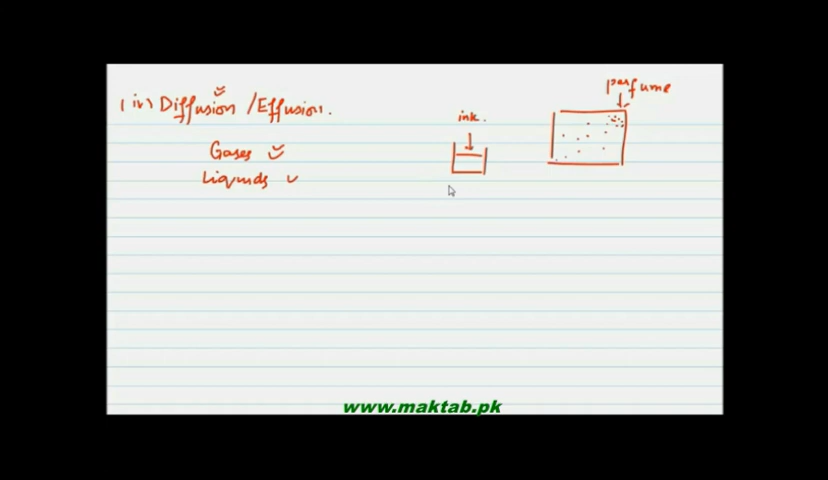 (iv) Diffusion / Effusion.
Gases
Liquids
ink.
perfume
www.maktab.pk